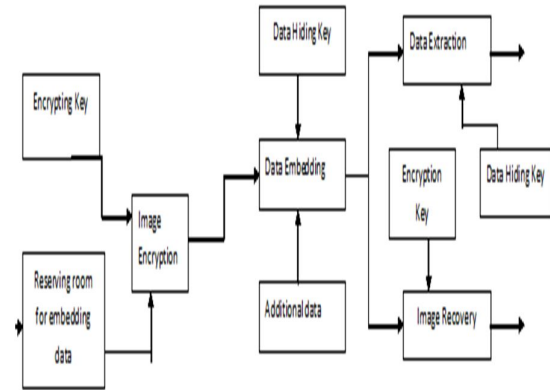 Data Hiding Key
Data Extraction
Encrypting Key
Data Embedding
Encryption
Key
Data Hiding Key
Image
Encryption
Reserving room
for embedding
data
Additional data
Image Recovery